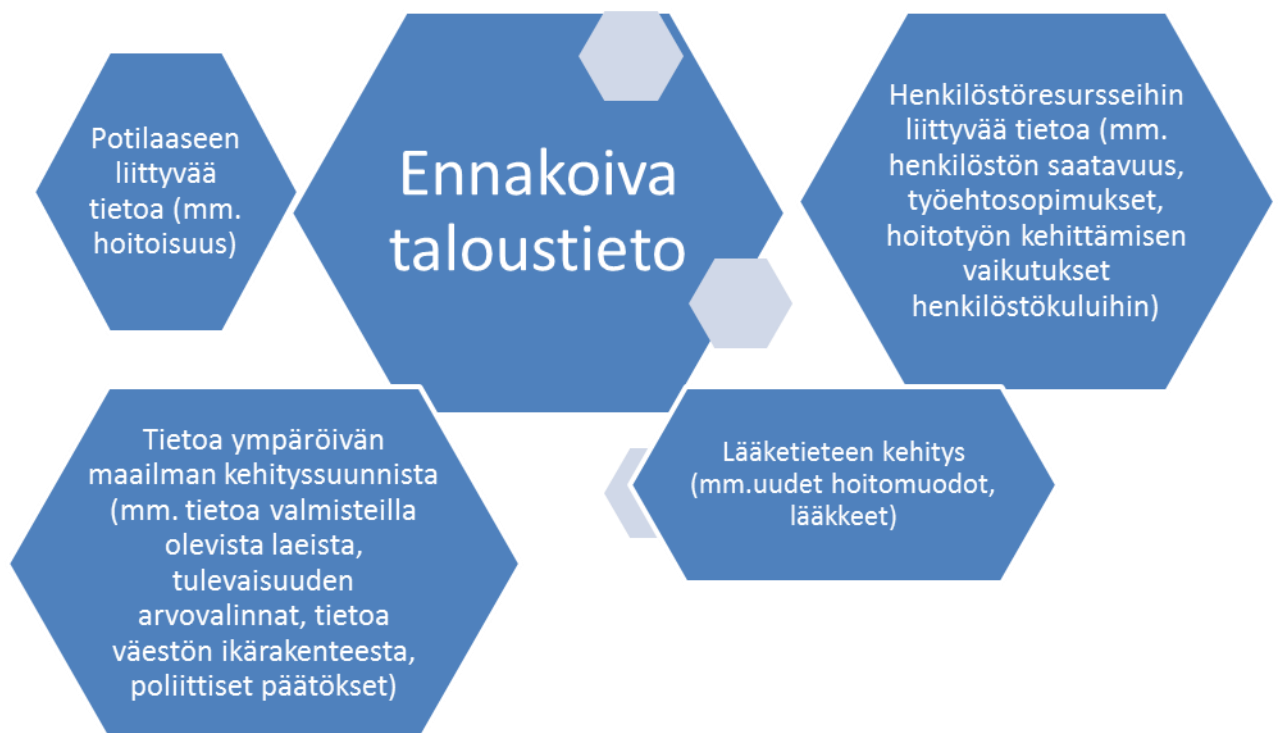 Potilaaseen
liittyvää
tietoa (mm.
hoitoisuus)
Ennakoiva
taloustieto
Henkilöstöresursseihin
liittyvää tietoa (mm.
henkilöstön saatavuus,
työehtosopimukset,
hoitotyön kehittämisen
vaikutukset
henkilöstökuluihin)
Tietoa ympäröivän
maailman kehityssuunnista
(mm. tietoa valmisteilla
olevista laeista,
tulevaisuuden
arvovalinnat, tietoa
väestön ikärakenteesta,
poliittiset päätökset)
Lääketieteen kehitys
(mm.uudet hoitomuodot,
lääkkeet)